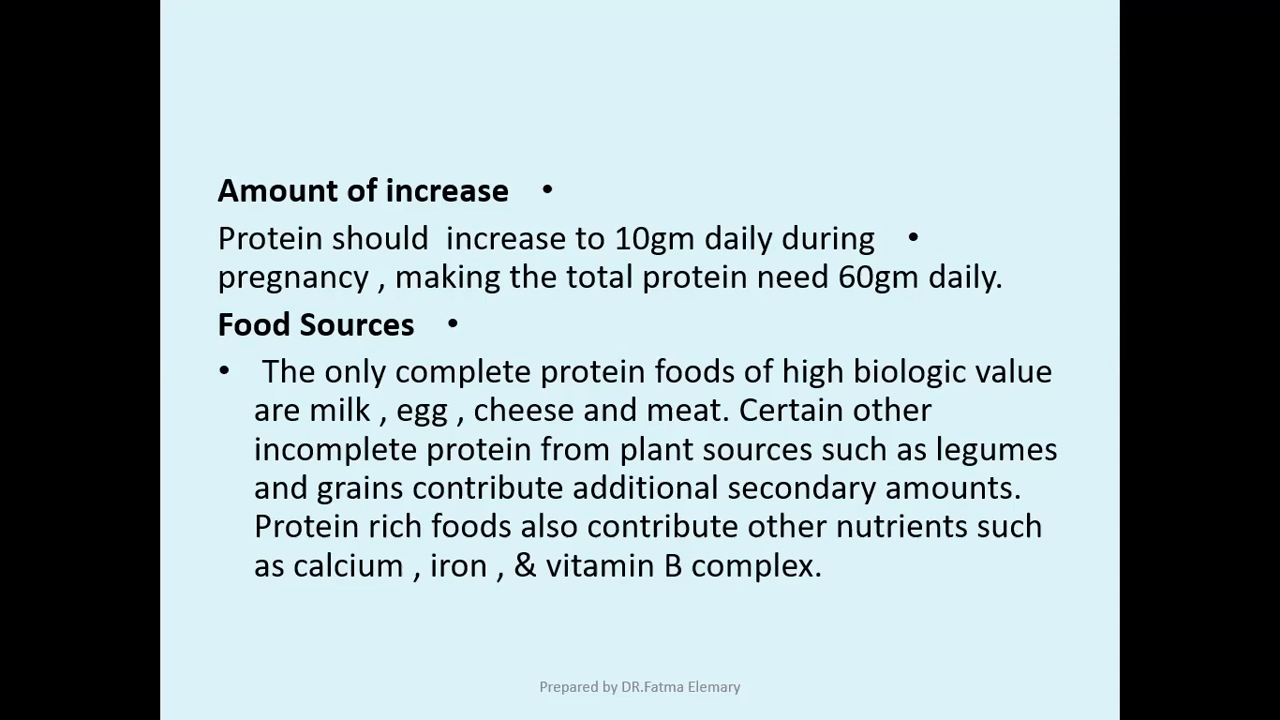 Amount of increase •
Protein should  increase to 10gm daily during •
pregnancy , making the total protein need 60gm daily.
Food Sources •
• The only complete protein foods of high biologic value
are milk , egg , cheese and meat. Certain other
incomplete protein from plant sources such as legumes
and grains contribute additional secondary amounts.
Protein rich foods also contribute other nutrients such
as calcium , iron , & vitamin B complex.
Prepared by DR.Fatma Elemary